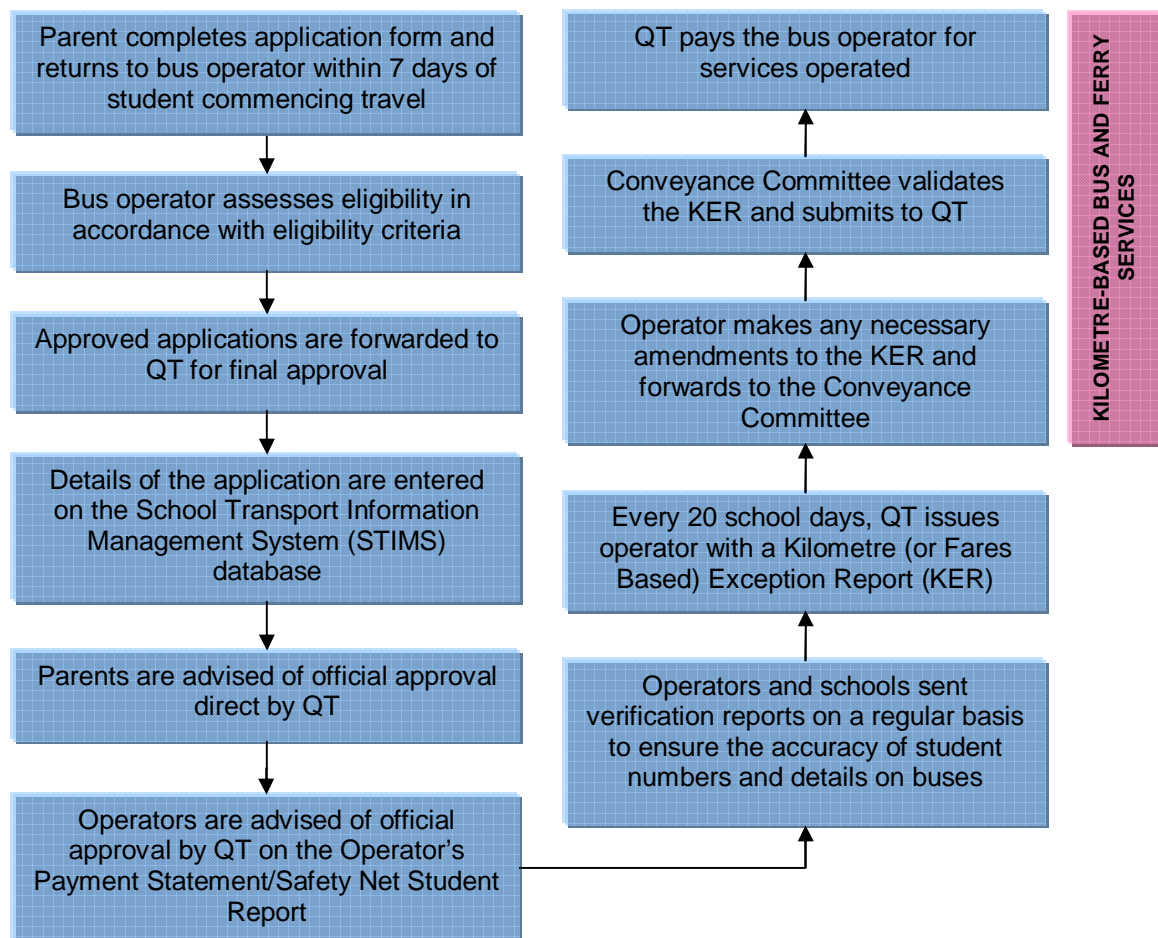 Parent completes application form and
returns to bus operator within 7 days of
student commencing travel
Bus operator assesses eligibility in
accordance with eligibility criteria
Approved applications are forwarded to
QT for final approval
Details of the application are entered
on the School Transport Information
Management System (STIMS)
database
Parents are advised of official approval
direct by QT
Operators are advised of official
approval by QT on the Operator's
Payment Statement/Safety Net Student
Report
Operators and schools sent
verification reports on a regular basis
to ensure the accuracy of student
numbers and details on buses
Every 20 school days, QT issues
operator with a Kilometre (or Fares
Based) Exception Report (KER)
Operator makes any necessary
amendments to the KER and
forwards to the Conveyance
Committee
Conveyance Committee validates
the KER and submits to QT
QT pays the bus operator for
services operated
KILOMETRE-BASED BUS AND FERRY
SERVICES